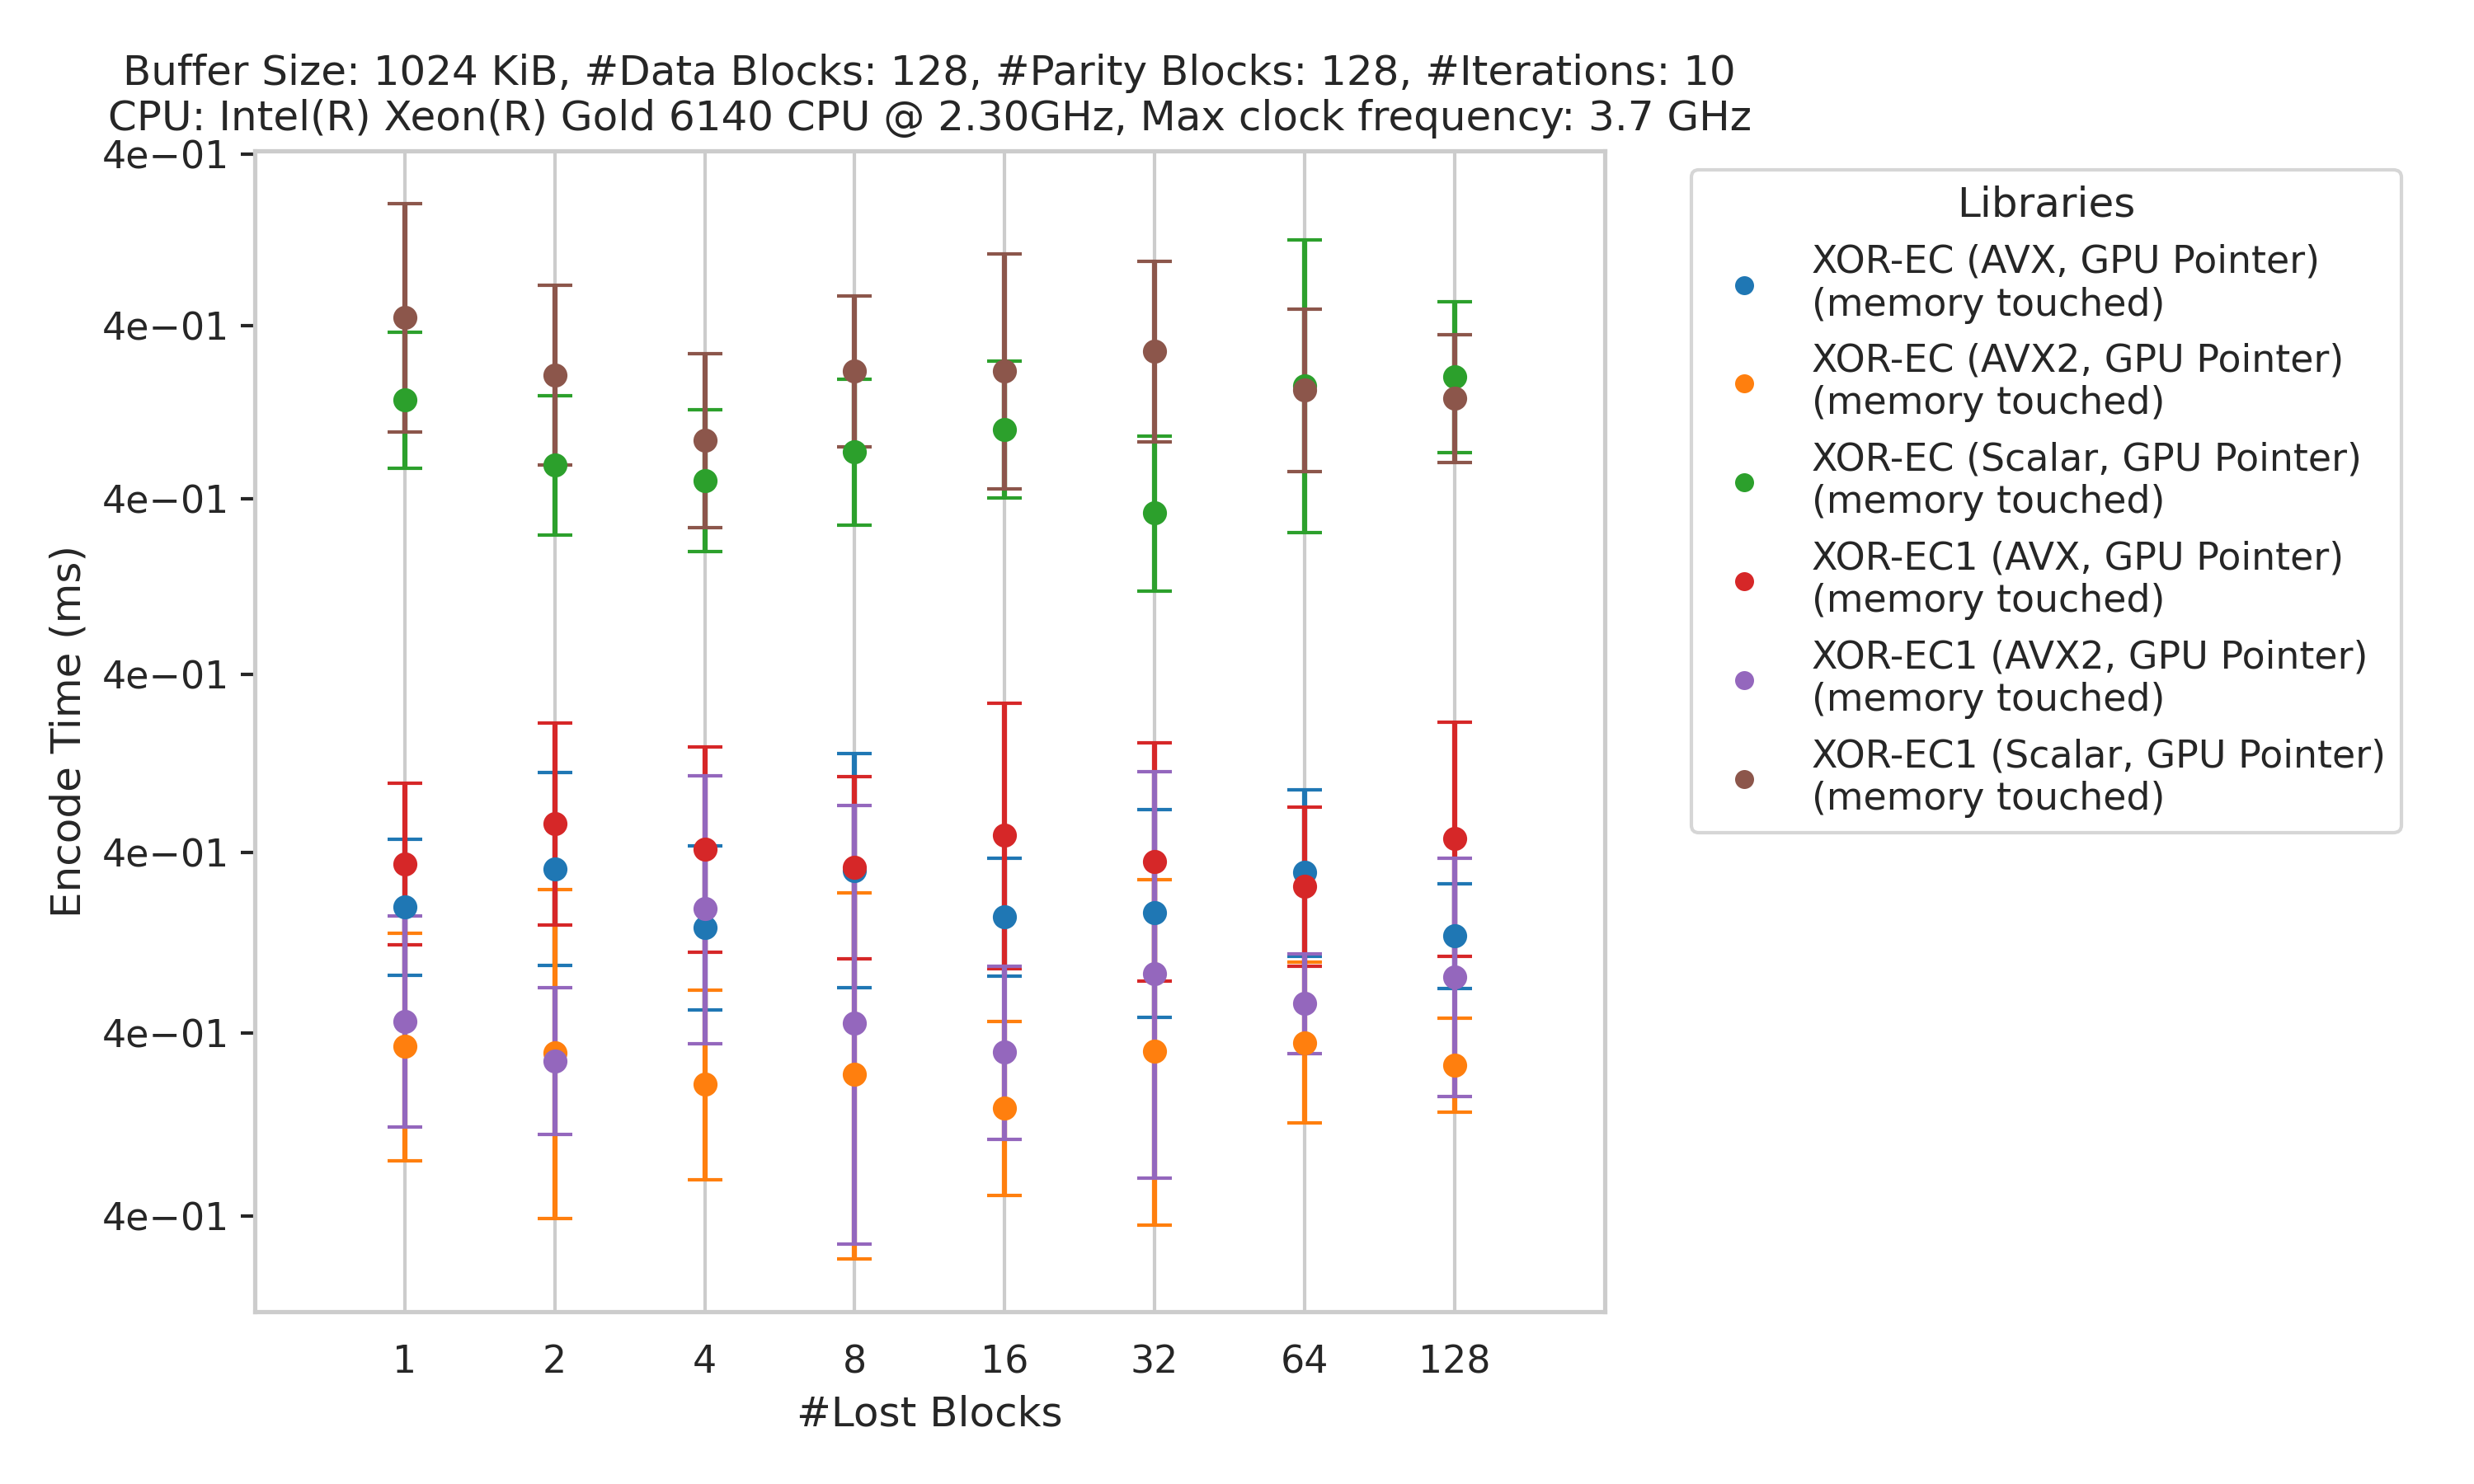 Buffer Size: 1024 KiB, #Data Blocks: 128, #Parity Blocks: 128, #Iterations: 10
CPU: Intel(R) Xeon(R) Gold 6140 CPU @ 2.30GHz, Max clock frequency: 3.7 GHz
4e−01
4e−01
4e−01
4e−01
4e−01
4e−01
4e−01
Encode Time (ms)
1
2
4
8
16
32
64
128
#Lost Blocks
Libraries
XOR-EC (AVX, GPU Pointer)
(memory touched)
XOR-EC (AVX2, GPU Pointer)
(memory touched)
XOR-EC (Scalar, GPU Pointer)
(memory touched)
XOR-EC1 (AVX, GPU Pointer)
(memory touched)
XOR-EC1 (AVX2, GPU Pointer)
(memory touched)
XOR-EC1 (Scalar, GPU Pointer)
(memory touched)